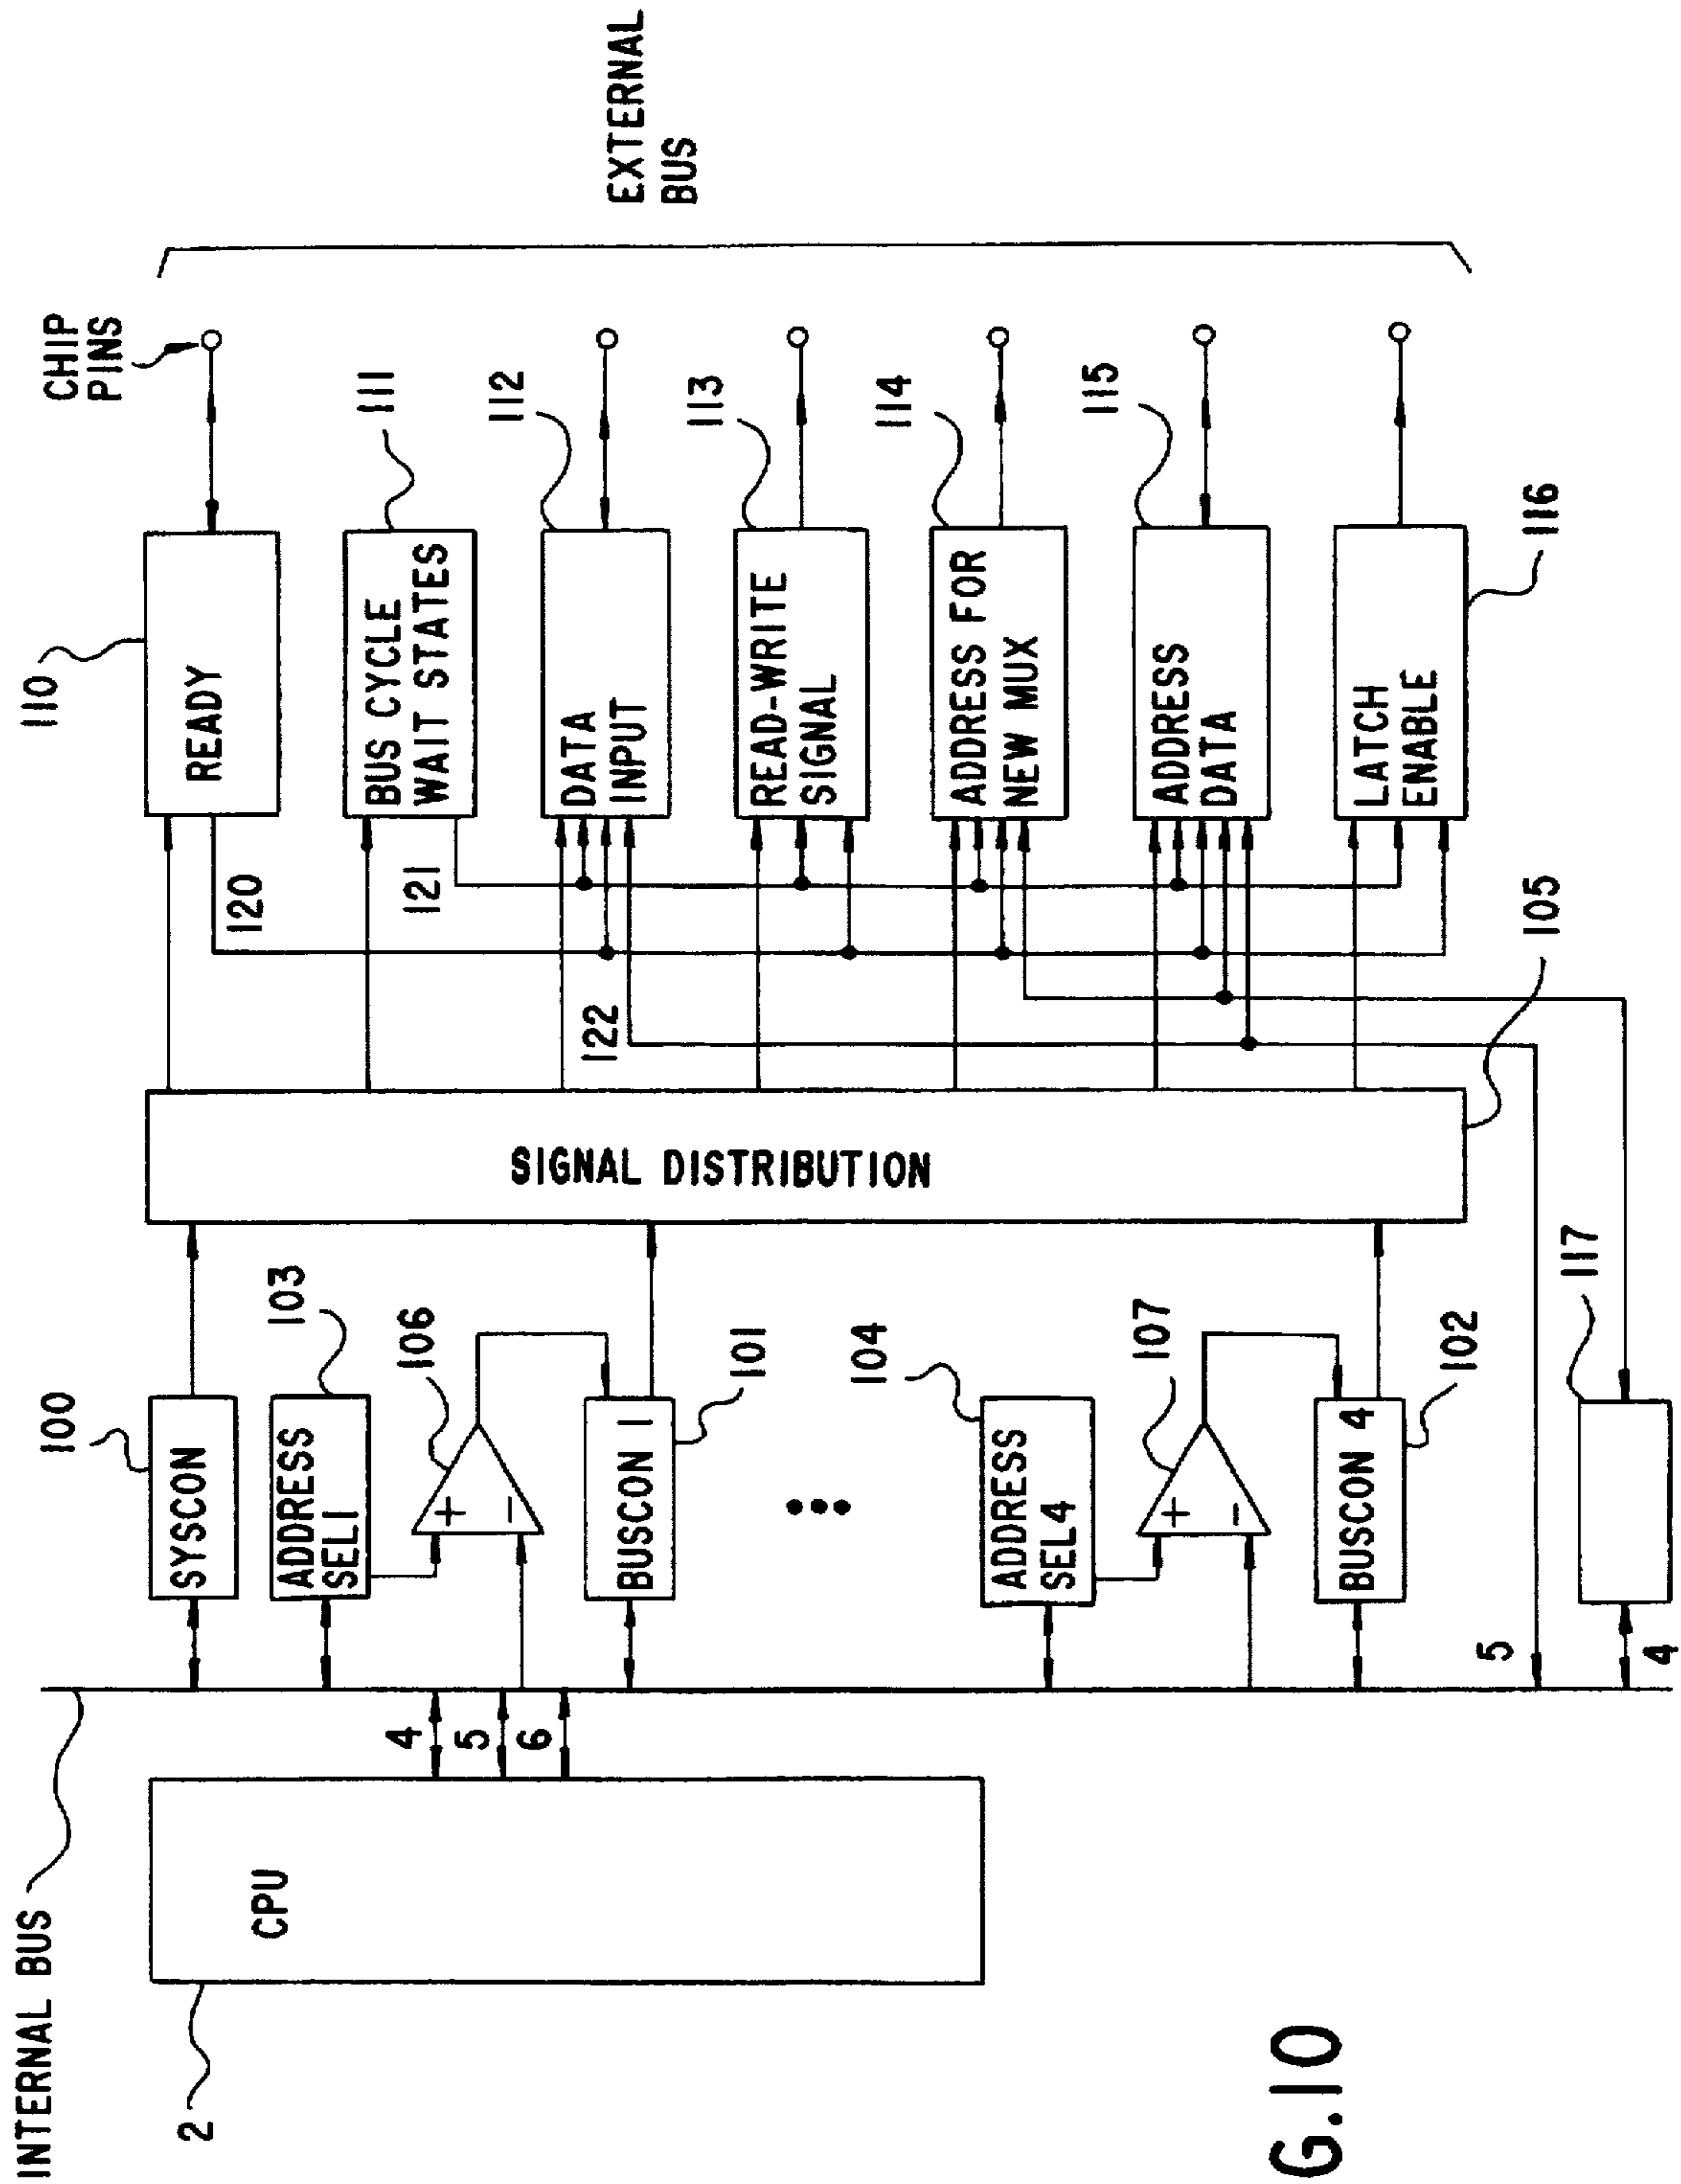 INTERNAL BUS
2
CPU
4
5
6
100
SYSCON
103
ADDRESS
SEL1
106
+
−
BUSCON 1
101
104
ADDRESS
SEL4
107
+
−
BUSCON 4
102
5
4
117
SIGNAL DISTRIBUTION
105
120
121
122
110
READY
BUS CYCLE
WAIT STATES
111
DATA
INPUT
112
READ-WRITE
SIGNAL
113
ADDRESS FOR
NEW MUX
114
ADDRESS
DATA
115
LATCH
ENABLE
116
CHIP
PINS
EXTERNAL
BUS
G.10